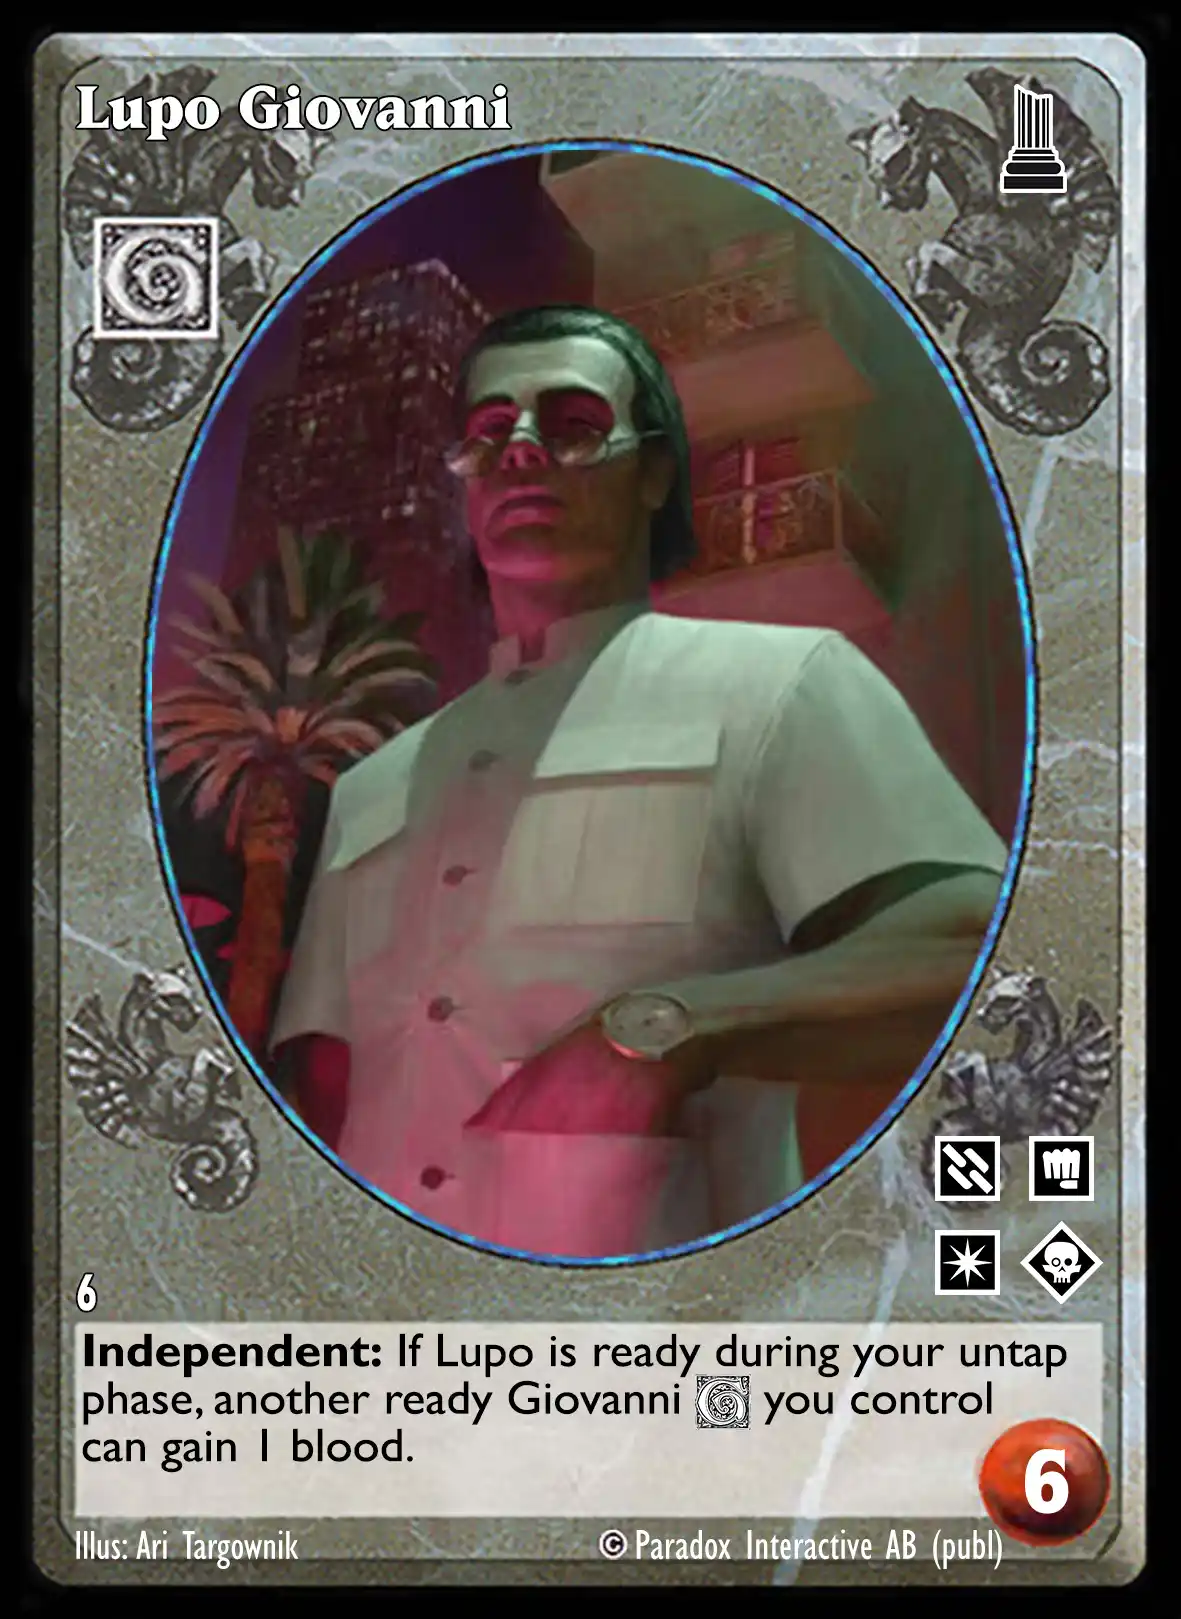 Lupo Giovanni
6
Independent: If Lupo is ready during your untap
phase, another ready Giovanni you control
can gain 1 blood.
6
Illus: Ari Targownik
© Paradox Interactive AB (publ)